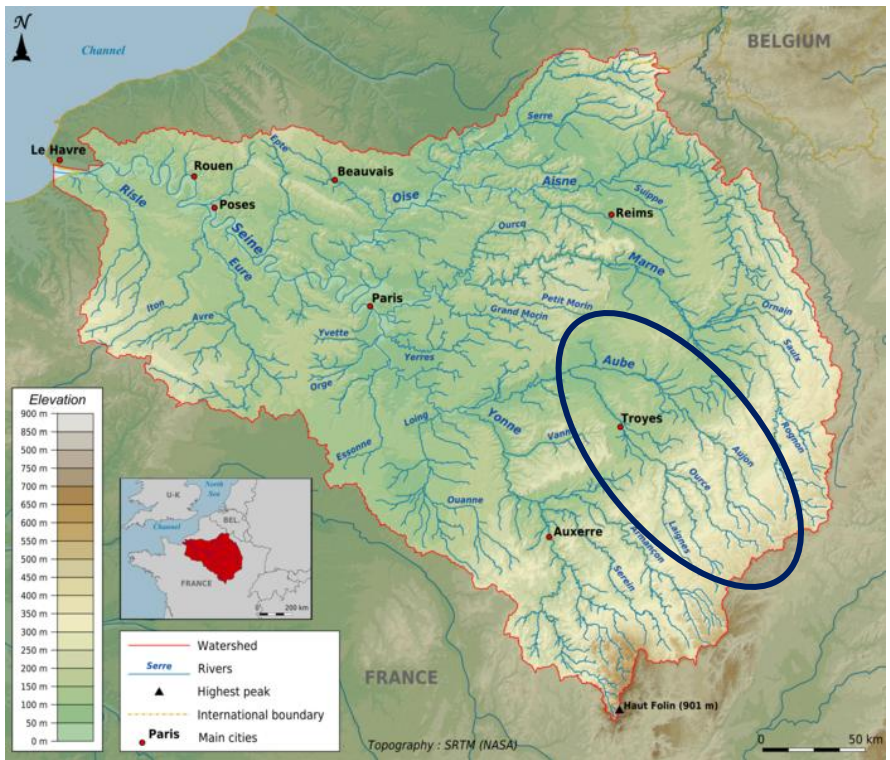 N
Channel
BELGIUM
Le Havre
Rouen
Epte
Beauvais
Serre
Oise
Aisne
Suippe
Risle
Poses
Reims
Seine
Ourcq
Eure
Marne
Paris
Petit Morin
Grand Morin
Ornain
Iton
Avre
Saulx
Yvette
Yerres
Orge
Aube
Loing
Yonne
Troyes
Vanne
Rognon
Essonne
Aujon
Ource
Ouanne
Laignes
Auxerre
Armançon
Serein
FRANCE
Haut Folin (901 m)
Elevation
900 m
850 m
800 m
750 m
700 m
650 m
600 m
550 m
500 m
450 m
400 m
350 m
300 m
250 m
200 m
150 m
100 m
50 m
0 m
North
Sea
U-K
Channel
BEL.
FRANCE
0 200 km
Watershed
Serre Rivers
Highest peak
International boundary
Paris Main cities
Topography : SRTM (NASA)
0 50 km